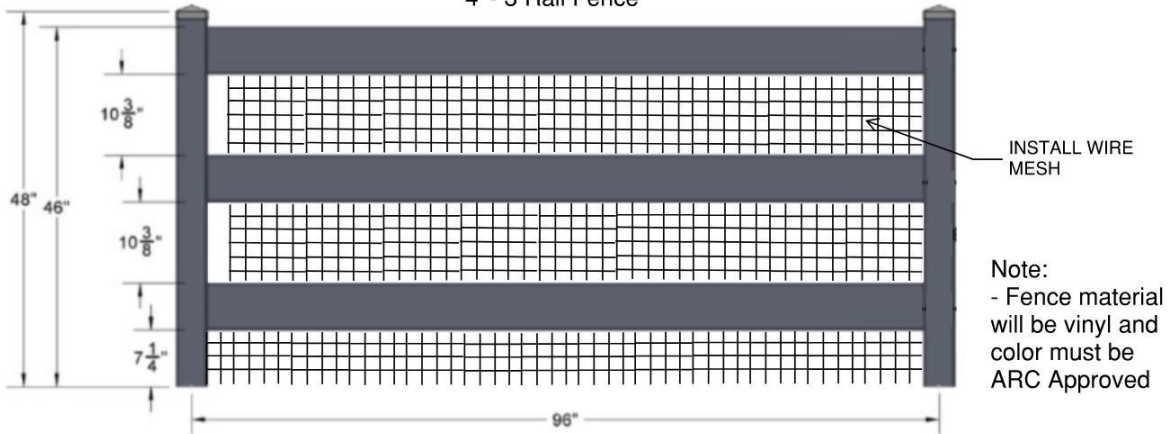 4' - 3 Rail Fence
10 3/8"
INSTALL WIRE
MESH
48"
46"
10 3/8"
Note:
- Fence material
will be vinyl and
color must be
ARC Approved
7 1/4"
96"